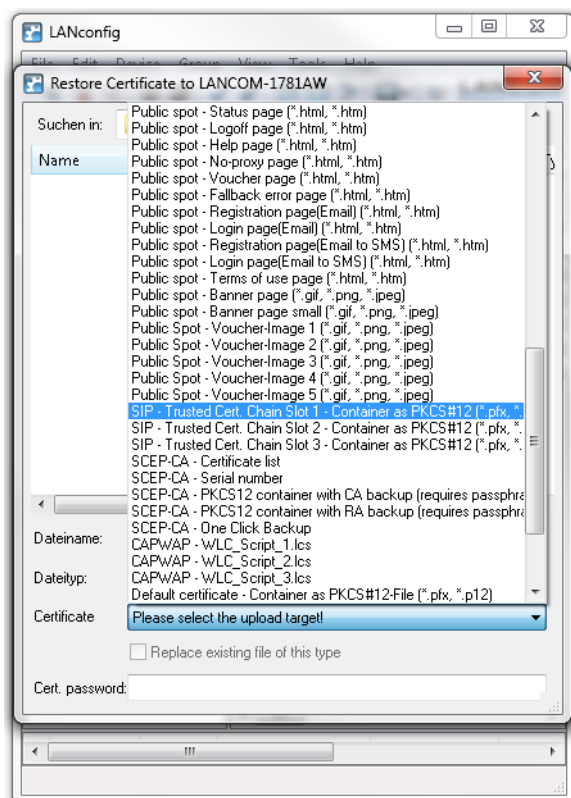 LANconfig
File Edit Device Group View Tools Help
Restore Certificate to LANCOM-1781AW
Suchen in:
Name
Public spot - Status page (*.html, *.htm)
Public spot - Logoff page (*.html, *.htm)
Public spot - Help page (*.html, *.htm)
Public spot - No-proxy page (*.html, *.htm)
Public spot - Voucher page (*.html, *.htm)
Public spot - Fallback error page (*.html, *.htm)
Public spot - Registration page(Email) (*.html, *.htm)
Public spot - Login page(Email) (*.html, *.htm)
Public spot - Registration page(Email to SMS) (*.html, *.htm)
Public spot - Login page(Email to SMS) (*.html, *.htm)
Public spot - Terms of use page (*.html, *.htm)
Public spot - Banner page (*.gif, *.png, *.jpeg)
Public spot - Banner page small (*.gif, *.png, *.jpeg)
Public Spot - Voucher-Image 1 (*.gif, *.png, *.jpeg)
Public Spot - Voucher-Image 2 (*.gif, *.png, *.jpeg)
Public Spot - Voucher-Image 3 (*.gif, *.png, *.jpeg)
Public Spot - Voucher-Image 4 (*.gif, *.png, *.jpeg)
Public Spot - Voucher-Image 5 (*.gif, *.png, *.jpeg)
SIP - Trusted Cert. Chain Slot 1 - Container as PKCS#12 (*.pfx, *.
SIP - Trusted Cert. Chain Slot 2 - Container as PKCS#12 (*.pfx, *.
SIP - Trusted Cert. Chain Slot 3 - Container as PKCS#12 (*.pfx, *.
SCEP-CA - Certificate list
SCEP-CA - Serial number
SCEP-CA - PKCS12 container with CA backup (requires passphra
SCEP-CA - PKCS12 container with RA backup (requires passphra
SCEP-CA - One Click Backup
CAPWAP - WLC_Script_1.lcs
CAPWAP - WLC_Script_2.lcs
CAPWAP - WLC_Script_3.lcs
Default certificate - Container as PKCS#12-File (*.pfx, *.p12)
Dateiname:
Dateityp:
Certificate Please select the upload target!
Replace existing file of this type
Cert. password: